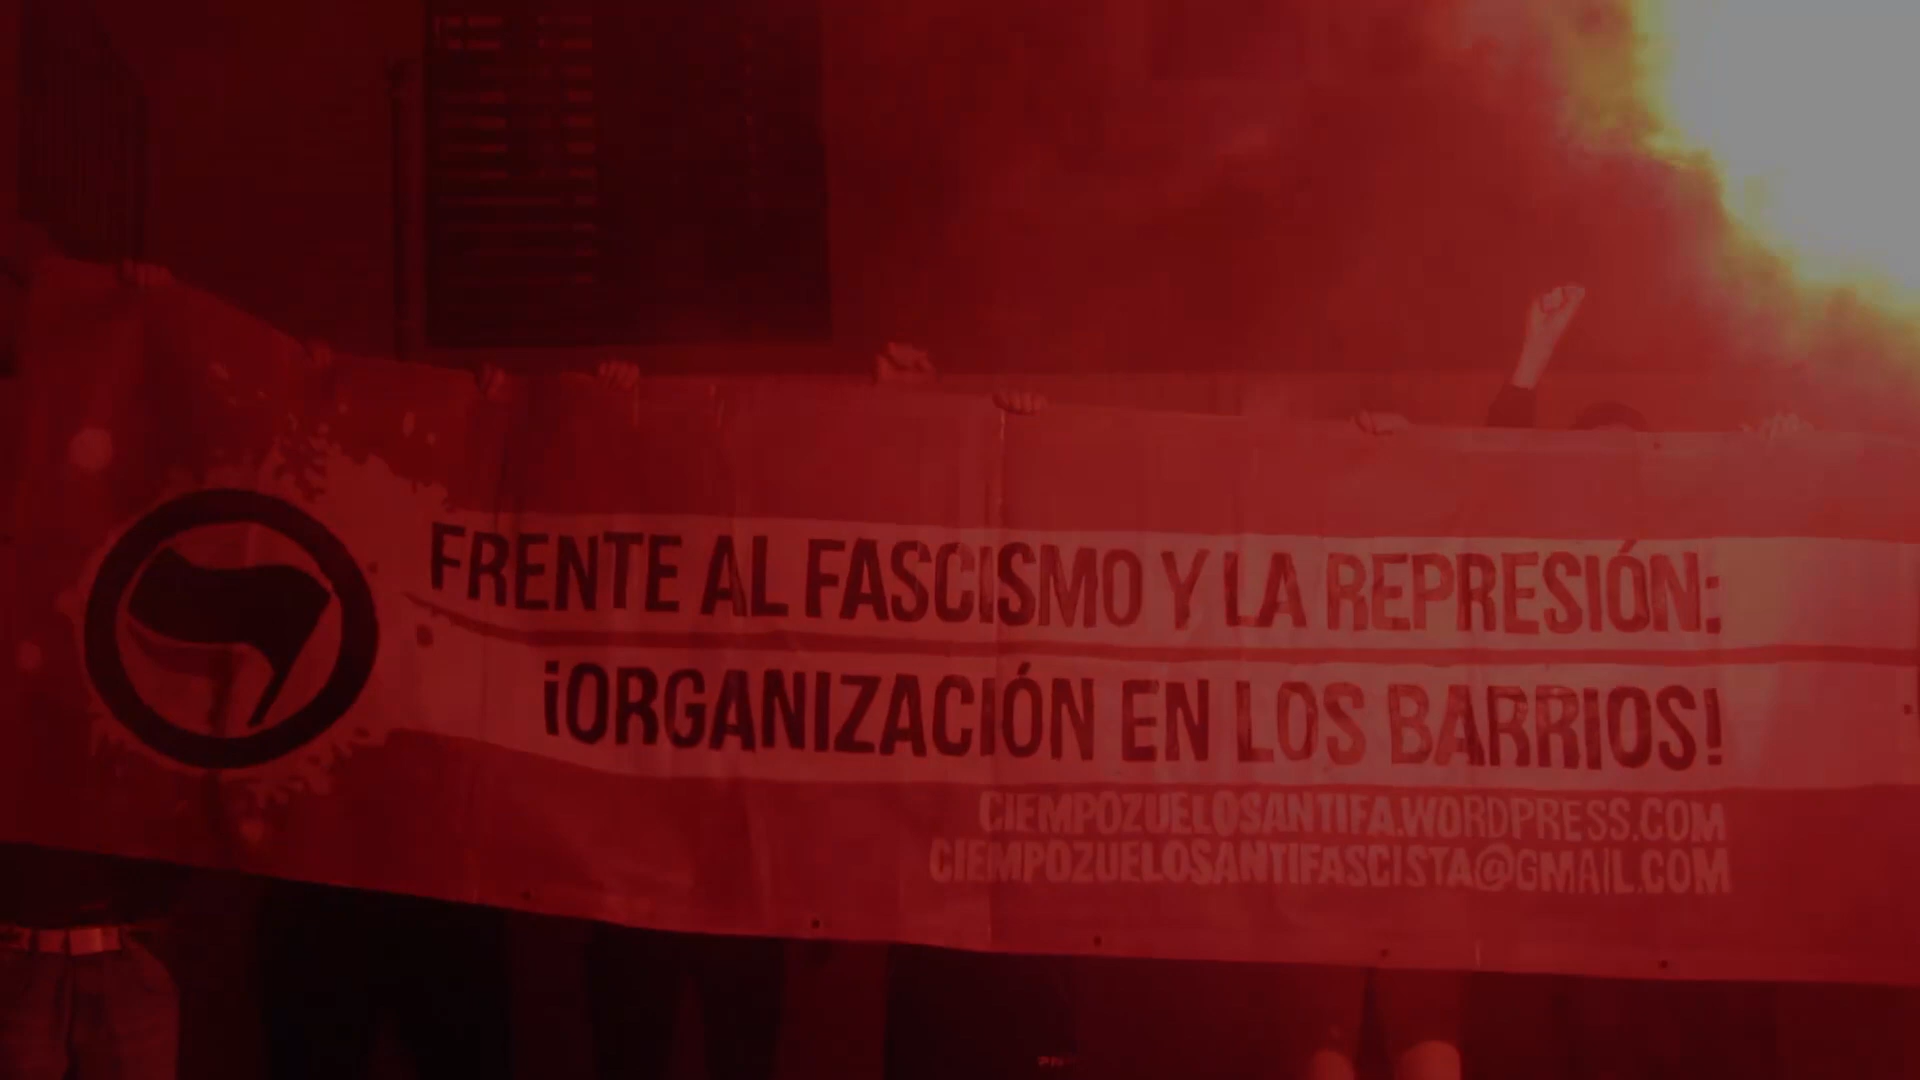 FRENTE AL FASCISMO Y LA REPRESIÓN:
¡ORGANIZACIÓN EN LOS BARRIOS!
CIEMPOZUELOSANTIFA.WORDPRESS.COM
CIEMPOZUELOSANTIFASCISTA@GMAIL.COM